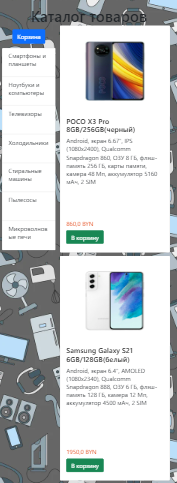 Каталог товаров
Корзина
Смартфоны и
планшеты
Ноутбуки и
компьютеры
Телевизоры
Холодильники
Стиральные
машины
Пылесосы
Микроволнов
ые печи
POCO X3 Pro
8GB/256GB(черный)
Android, экран 6.67", IPS
(1080x2400), Qualcomm
Snapdragon 860, ОЗУ 8 ГБ, флэш-
память 256 ГБ, карты памяти,
камера 48 Мп, аккумулятор 5160
мАч, 2 SIM
860,0 BYN
В корзину
Samsung Galaxy S21
6GB/128GB(белый)
Android, экран 6.4", AMOLED
(1080x2340), Qualcomm
Snapdragon 888, ОЗУ 6 ГБ, флэш-
память 128 ГБ, камера 12 Мп,
аккумулятор 4500 мАч, 2 SIM
1950,0 BYN
В корзину